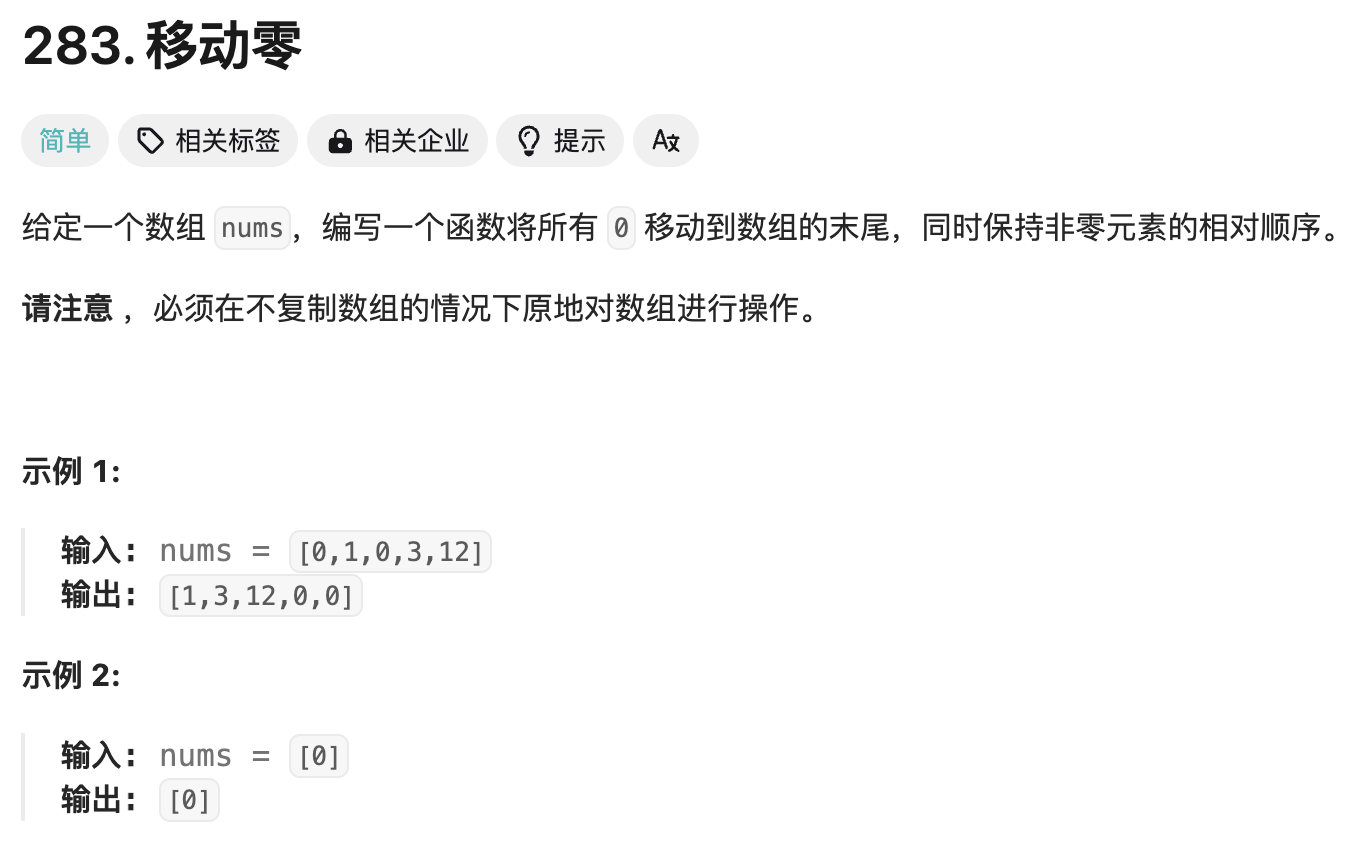 283. 移动零
简单 相关标签 相关企业 提示 A文
给定一个数组 nums，编写一个函数将所有 0 移动到数组的末尾，同时保持非零元素的相对顺序。
请注意 ，必须在不复制数组的情况下原地对数组进行操作。
示例 1:
输入: nums = [0,1,0,3,12]
输出: [1,3,12,0,0]
示例 2:
输入: nums = [0]
输出: [0]